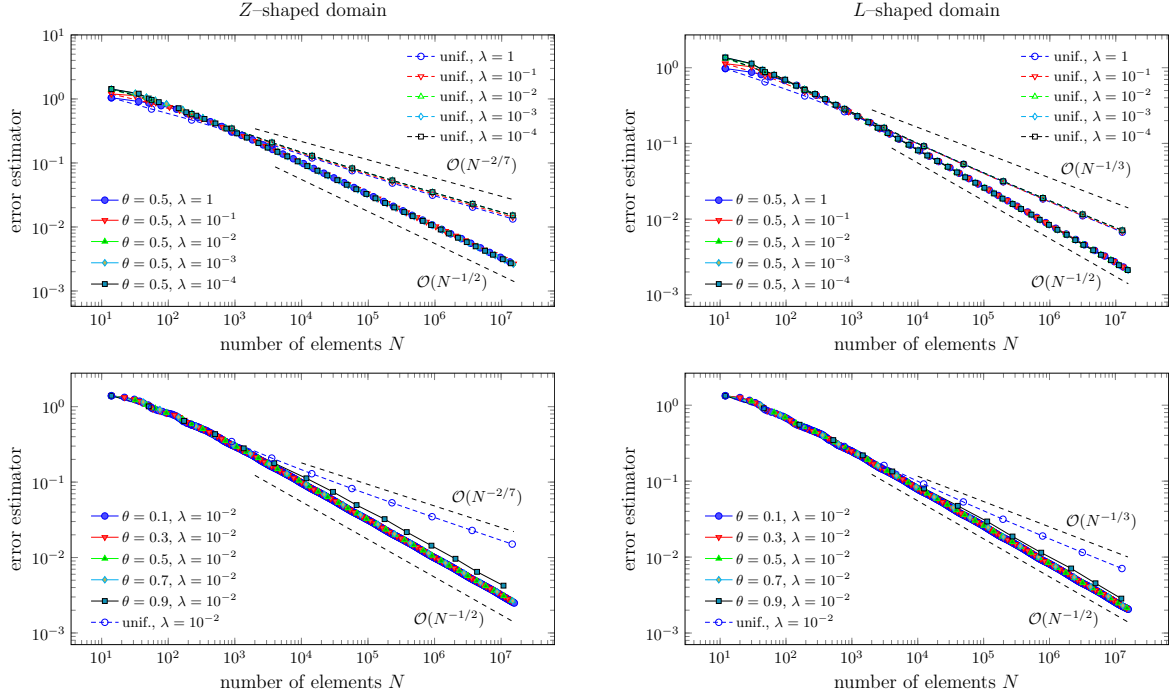 Z–shaped domain
error estimator
10^1
10^0
10^{−1}
10^{−2}
10^{−3}
unif., λ = 1
unif., λ = 10^{−1}
unif., λ = 10^{−2}
unif., λ = 10^{−3}
unif., λ = 10^{−4}
O(N^{−2/7})
θ = 0.5, λ = 1
θ = 0.5, λ = 10^{−1}
θ = 0.5, λ = 10^{−2}
θ = 0.5, λ = 10^{−3}
θ = 0.5, λ = 10^{−4}
O(N^{−1/2})
10^1 10^2 10^3 10^4 10^5 10^6 10^7
number of elements N
L–shaped domain
error estimator
10^0
10^{−1}
10^{−2}
10^{−3}
unif., λ = 1
unif., λ = 10^{−1}
unif., λ = 10^{−2}
unif., λ = 10^{−3}
unif., λ = 10^{−4}
O(N^{−1/3})
θ = 0.5, λ = 1
θ = 0.5, λ = 10^{−1}
θ = 0.5, λ = 10^{−2}
θ = 0.5, λ = 10^{−3}
θ = 0.5, λ = 10^{−4}
O(N^{−1/2})
10^1 10^2 10^3 10^4 10^5 10^6 10^7
number of elements N
error estimator
10^0
10^{−1}
10^{−2}
10^{−3}
O(N^{−2/7})
θ = 0.1, λ = 10^{−2}
θ = 0.3, λ = 10^{−2}
θ = 0.5, λ = 10^{−2}
θ = 0.7, λ = 10^{−2}
θ = 0.9, λ = 10^{−2}
unif., λ = 10^{−2}
O(N^{−1/2})
10^1 10^2 10^3 10^4 10^5 10^6 10^7
number of elements N
error estimator
10^0
10^{−1}
10^{−2}
10^{−3}
O(N^{−1/3})
θ = 0.1, λ = 10^{−2}
θ = 0.3, λ = 10^{−2}
θ = 0.5, λ = 10^{−2}
θ = 0.7, λ = 10^{−2}
θ = 0.9, λ = 10^{−2}
unif., λ = 10^{−2}
O(N^{−1/2})
10^1 10^2 10^3 10^4 10^5 10^6 10^7
number of elements N